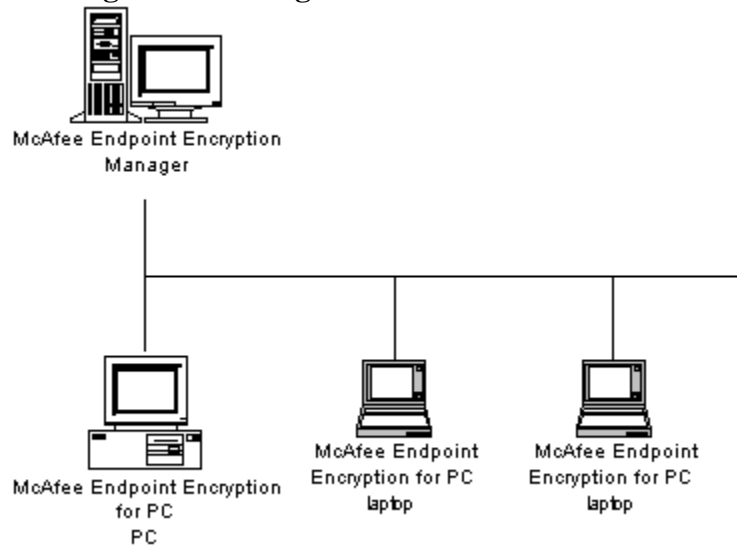 McAfee Endpoint Encryption
Manager
McAfee Endpoint Encryption
for PC
PC
McAfee Endpoint
Encryption for PC
laptop
McAfee Endpoint
Encryption for PC
laptop